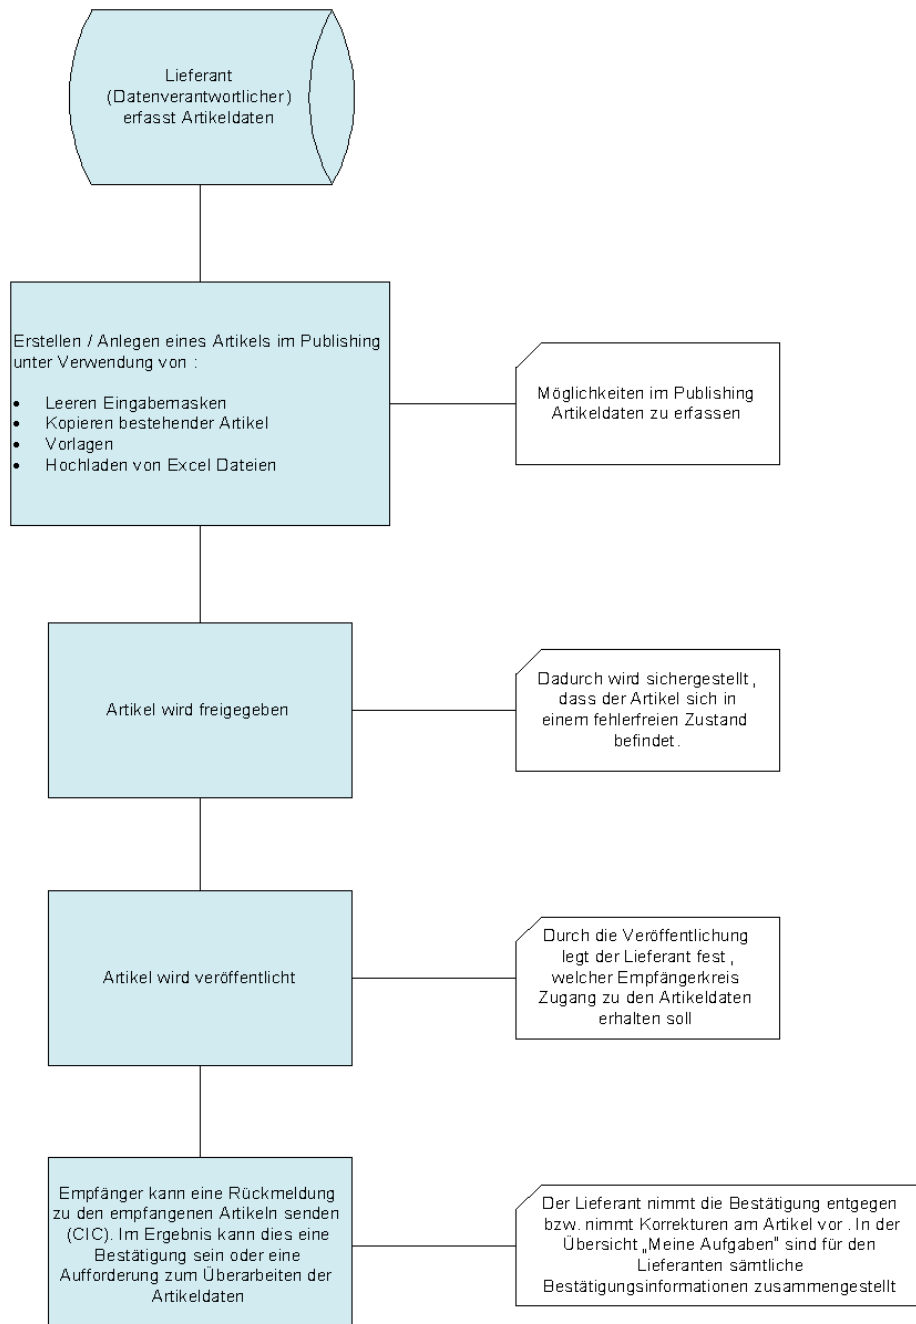 Lieferant
(Datenverantwortlicher)
erfasst Artikeldaten
Erstellen / Anlegen eines Artikels im Publishing
unter Verwendung von :
• Leeren Eingabemasken
• Kopieren bestehender Artikel
• Vorlagen
• Hochladen von Excel Dateien
Möglichkeiten im Publishing
Artikeldaten zu erfassen
Artikel wird freigegeben
Dadurch wird sichergestellt ,
dass der Artikel sich in
einem fehlerfreien Zustand
befindet.
Artikel wird veröffentlicht
Durch die Veröffentlichung
legt der Lieferant fest ,
welcher Empfängerkreis
Zugang zu den Artikeldaten
erhalten soll
Empfänger kann eine Rückmeldung
zu den empfangenen Artikeln senden
(CIC). Im Ergebnis kann dies eine
Bestätigung sein oder eine
Aufforderung zum Überarbeiten der
Artikeldaten
Der Lieferant nimmt die Bestätigung entgegen
bzw. nimmt Korrekturen am Artikel vor . In der
Übersicht „Meine Aufgaben" sind für den
Lieferanten sämtliche
Bestätigungsinformationen zusammengestellt